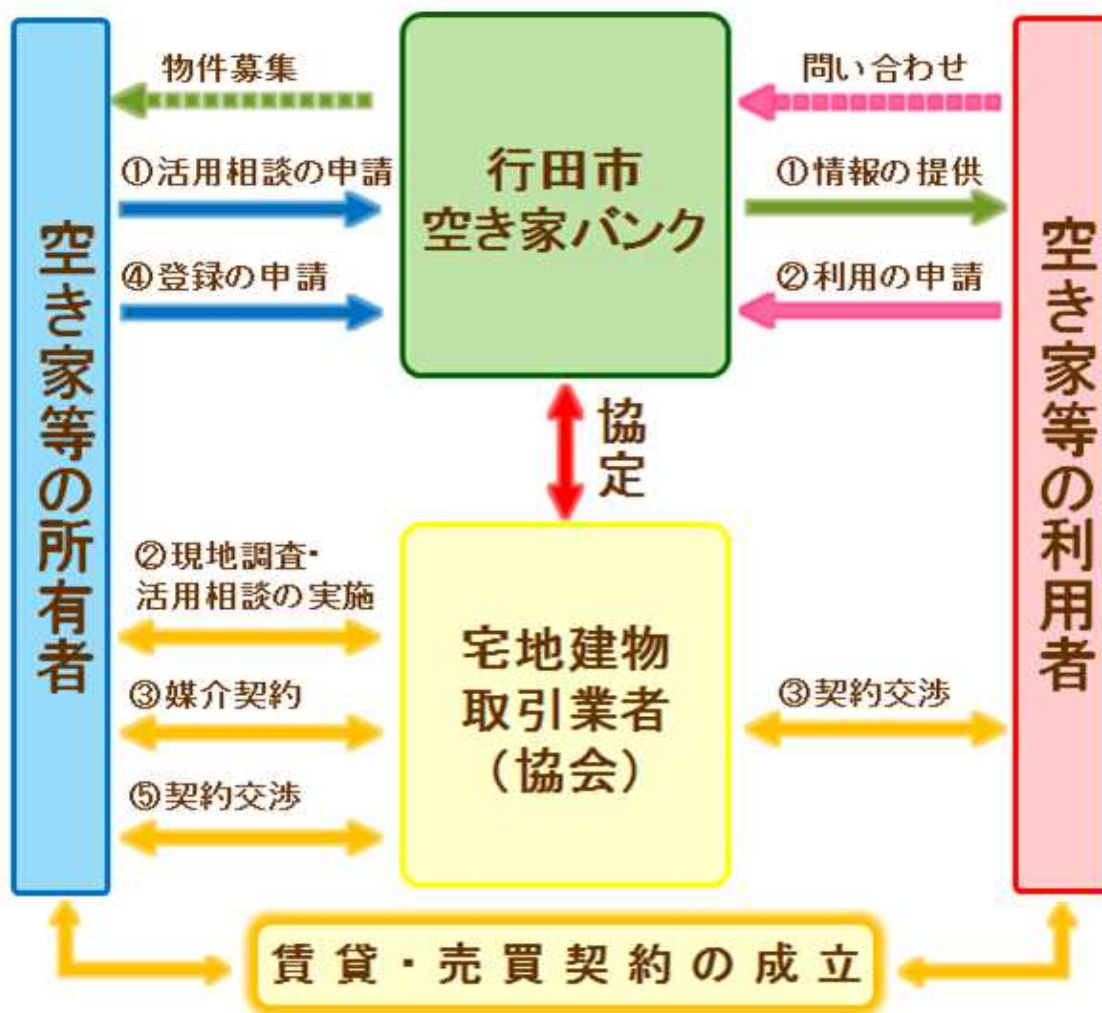 物件募集
①活用相談の申請
④登録の申請
行田市
空き家バンク
問い合わせ
①情報の提供
②利用の申請
空き家等の所有者
空き家等の利用者
協定
②現地調査・
活用相談の実施
③媒介契約
⑤契約交渉
宅地建物
取引業者
（協会）
③契約交渉
賃貸・売買契約の成立